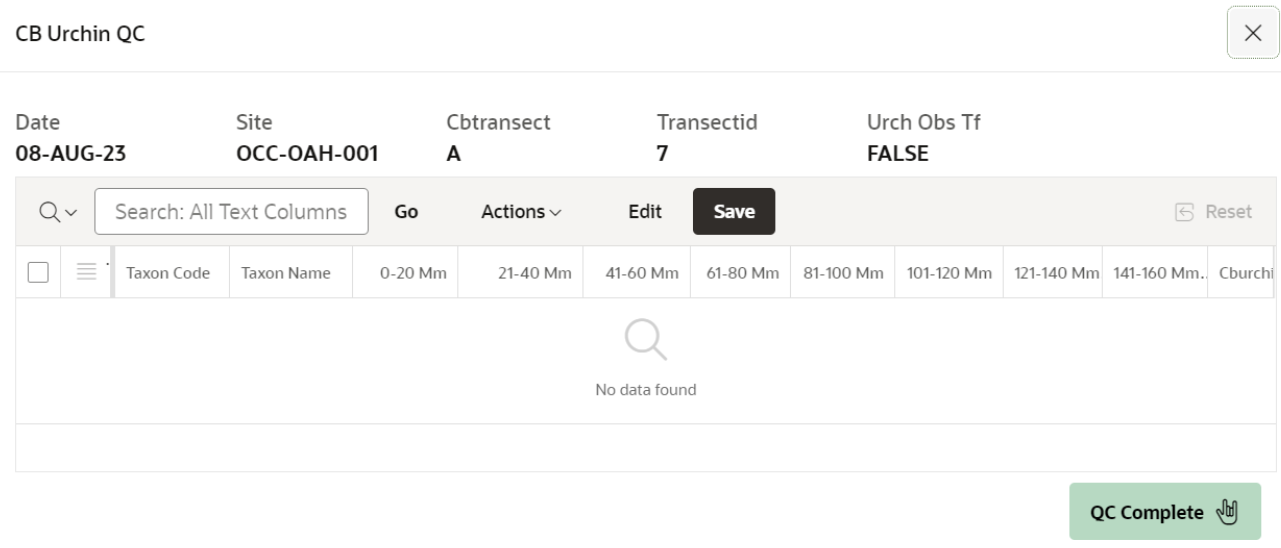 CB Urchin QC
Date Site Cbtransect Transectid Urch Obs Tf
08-AUG-23 OCC-OAH-001 A 7 FALSE
Search: All Text Columns Go Actions Edit Save Reset
Taxon Code Taxon Name 0-20 Mm 21-40 Mm 41-60 Mm 61-80 Mm 81-100 Mm 101-120 Mm 121-140 Mm 141-160 Mm.. Cburchi
No data found
QC Complete